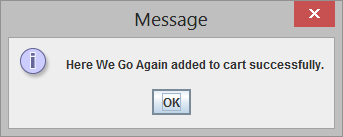 Message
Here We Go Again added to cart successfully.
OK